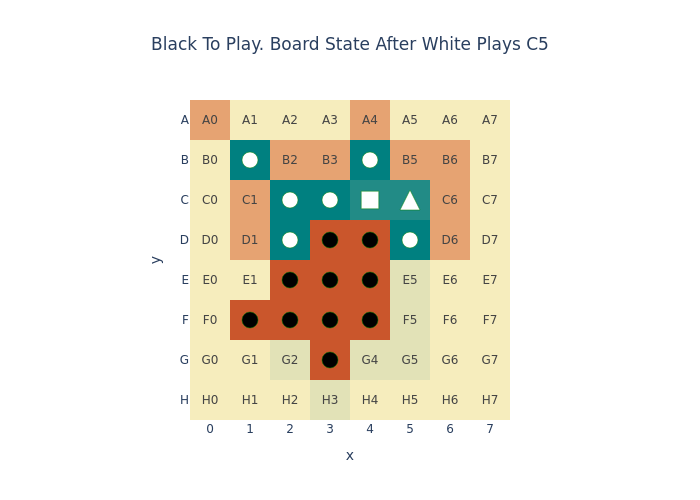 Black To Play. Board State After White Plays C5
A A0 A1 A2 A3 A4 A5 A6 A7
B B0 B2 B3 B5 B6 B7
C C0 C1 C6 C7
D D0 D1 D6 D7
E E0 E1 E5 E6 E7
F F0 F5 F6 F7
G G0 G1 G2 G4 G5 G6 G7
H H0 H1 H2 H3 H4 H5 H6 H7
0 1 2 3 4 5 6 7
x
y